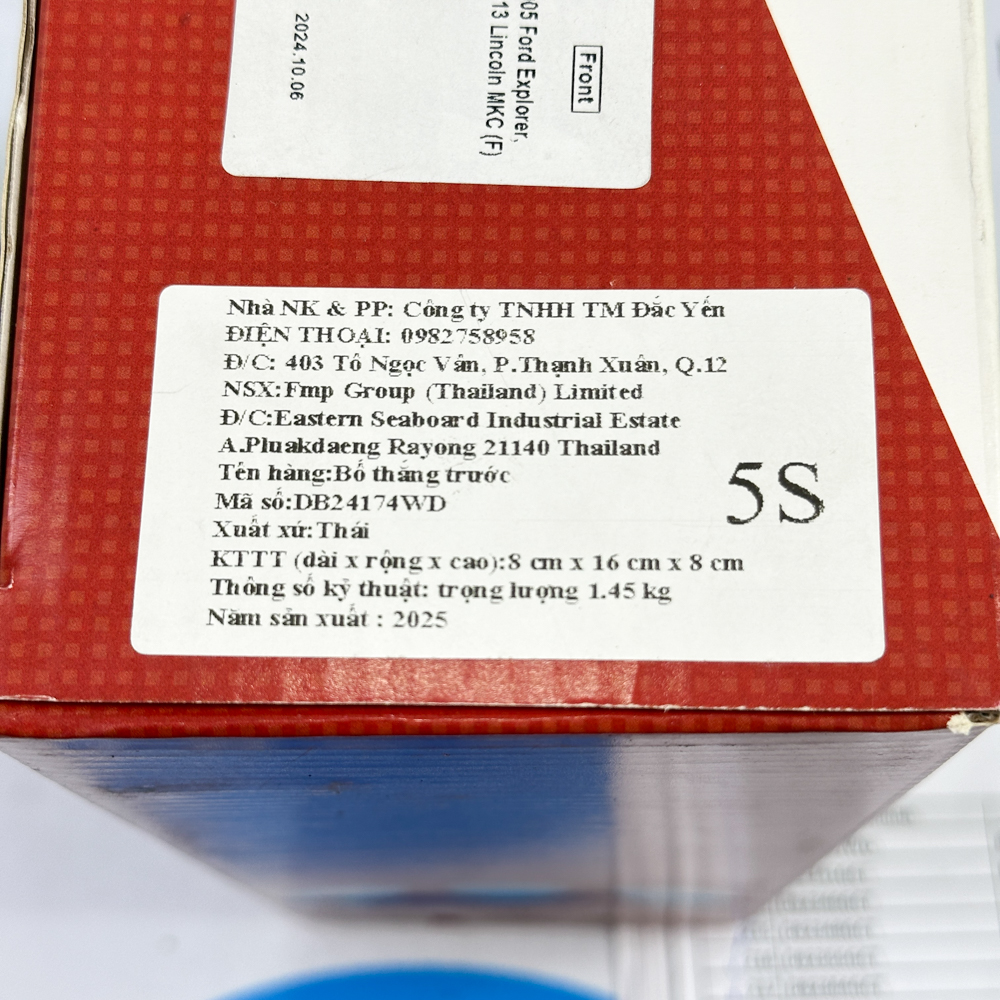 Front
05 Ford Explorer,
13 Lincoln MKC (F)
2024.10.06
Nhà NK & PP: Công ty TNHH TM Đắc Yến
ĐIỆN THOẠI: 0982758958
Đ/C: 403 Tô Ngọc Vân, P.Thạnh Xuân, Q.12
NSX:Fmp Group (Thailand) Limited
Đ/C:Eastern Seaboard Industrial Estate
A.Pluakdaeng Rayong 21140 Thailand
Tên hàng:Bố thắng trước
Mã số:DB24174WD
Xuất xứ:Thái
KTTT (dài x rộng x cao):8 cm x 16 cm x 8 cm
Thông số kỹ thuật: trọng lượng 1.45 kg
Năm sản xuất : 2025
5S